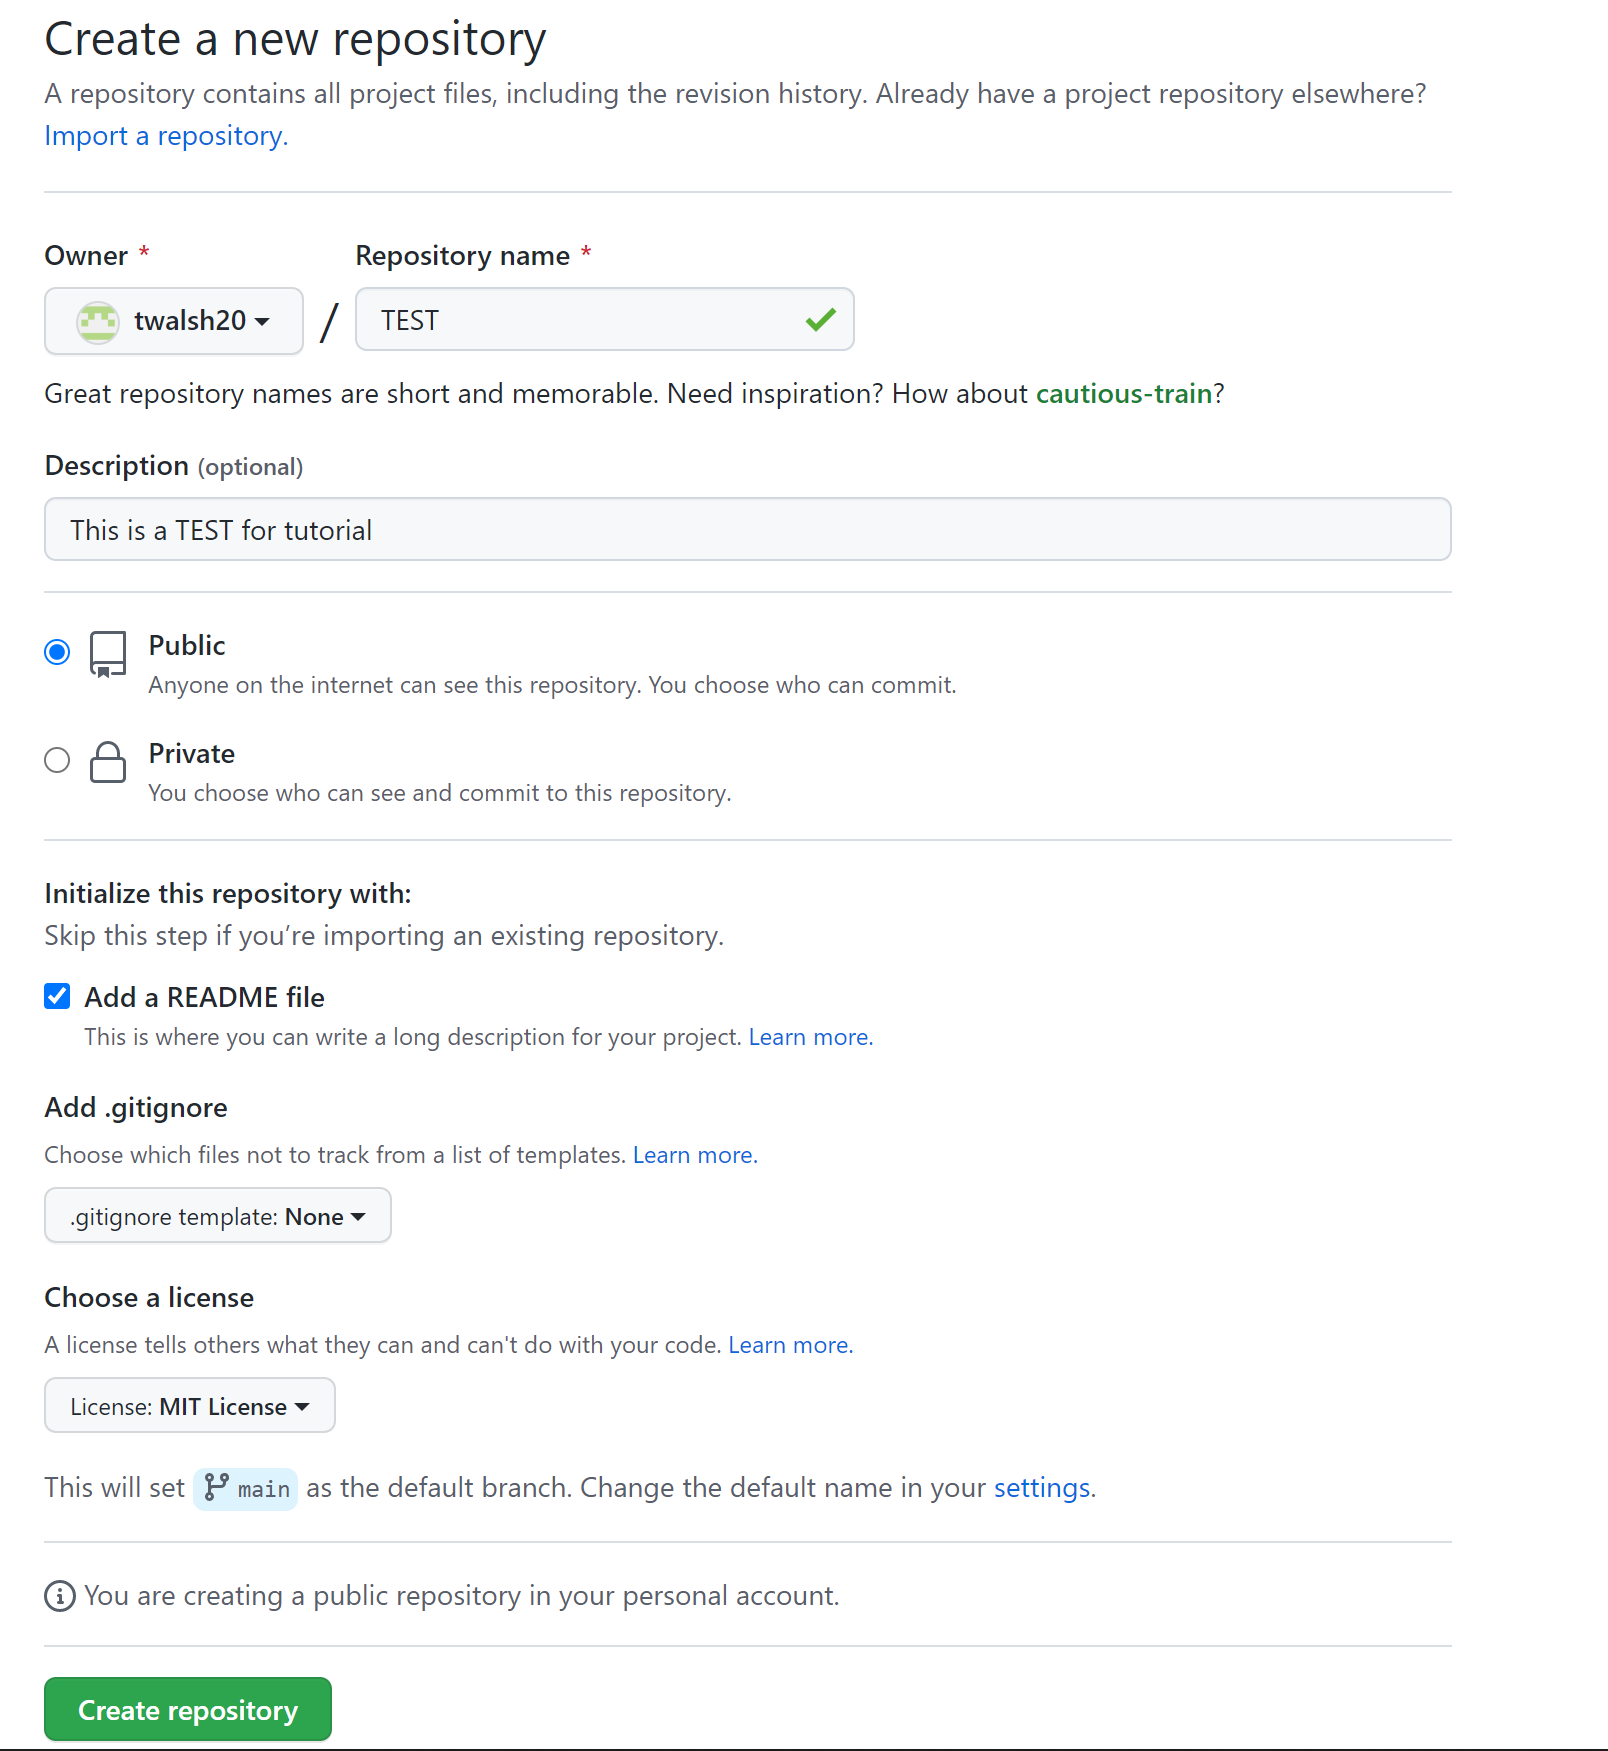 Create a new repository
A repository contains all project files, including the revision history. Already have a project repository elsewhere?
Import a repository.
Owner *
Repository name *
twalsh20 / TEST
Great repository names are short and memorable. Need inspiration? How about cautious-train?
Description (optional)
This is a TEST for tutorial
Public
Anyone on the internet can see this repository. You choose who can commit.
Private
You choose who can see and commit to this repository.
Initialize this repository with:
Skip this step if you’re importing an existing repository.
Add a README file
This is where you can write a long description for your project. Learn more.
Add .gitignore
Choose which files not to track from a list of templates. Learn more.
.gitignore template: None
Choose a license
A license tells others what they can and can't do with your code. Learn more.
License: MIT License
This will set main as the default branch. Change the default name in your settings.
You are creating a public repository in your personal account.
Create repository